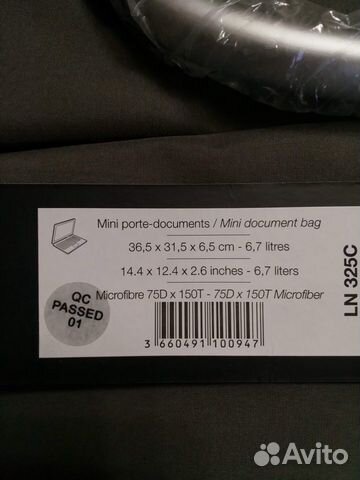 Mini porte-documents / Mini document bag
36,5 x 31,5 x 6,5 cm - 6,7 litres
14.4 x 12.4 x 2.6 inches - 6,7 liters
Microfibre 75D x 150T - 75D x 150T Microfiber
QC
PASSED
01
3 660491 100947
LN 325C
Avito